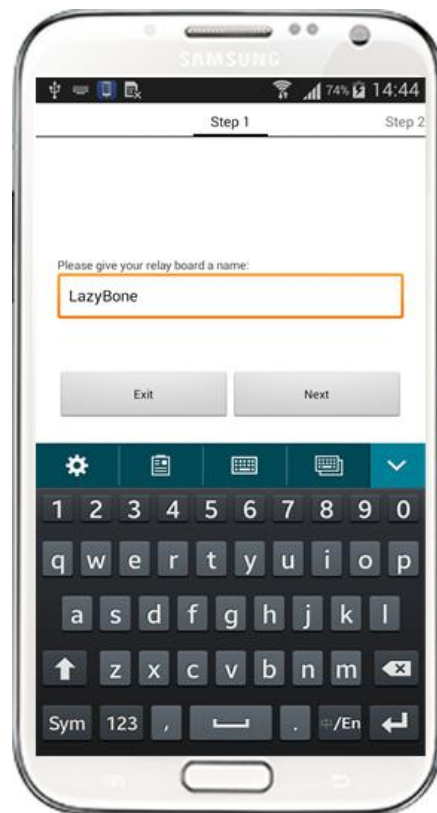 SAMSUNG
74% 14:44
Step 1 Step 2
Please give your relay board a name:
LazyBone
Exit Next
1 2 3 4 5 6 7 8 9 0
q w e r t y u i o p
a s d f g h j k l
z x c v b n m
Sym 123 , . 中/En